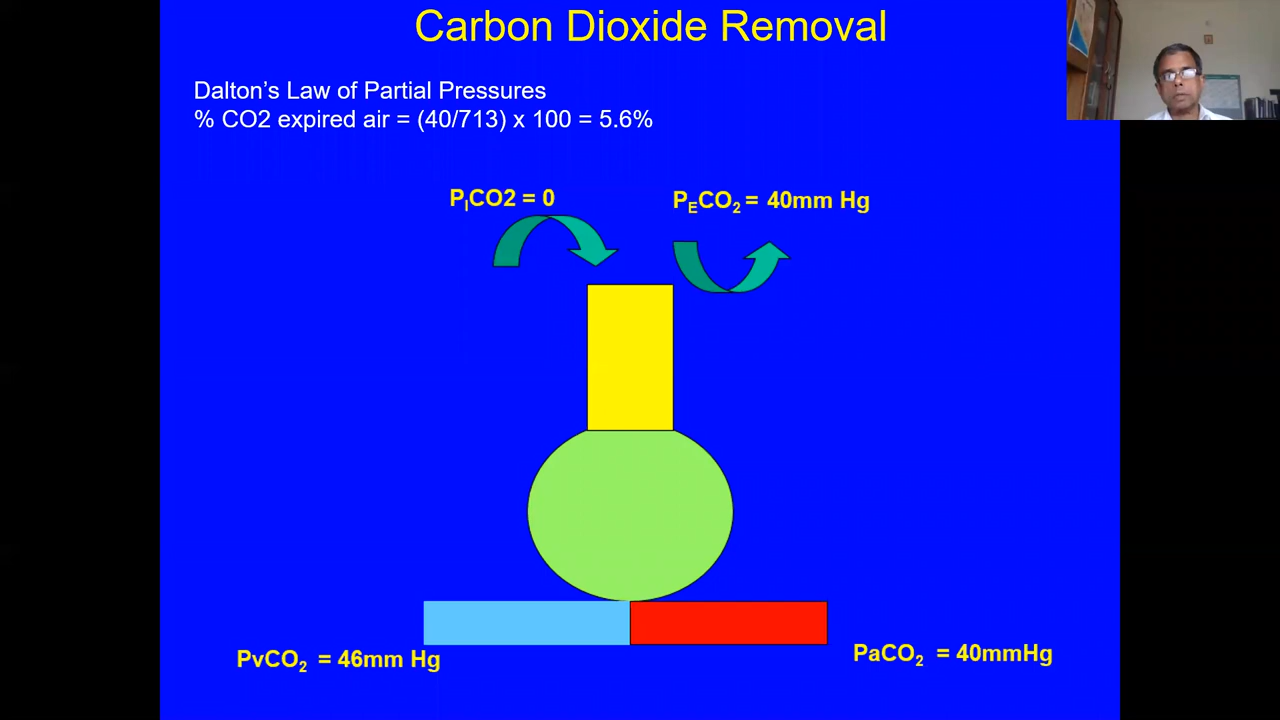 Carbon Dioxide Removal
Dalton’s Law of Partial Pressures
% CO2 expired air = (40/713) x 100 = 5.6%
PICO2 = 0
PECO2 = 40mm Hg
PvCO2 = 46mm Hg
PaCO2 = 40mmHg